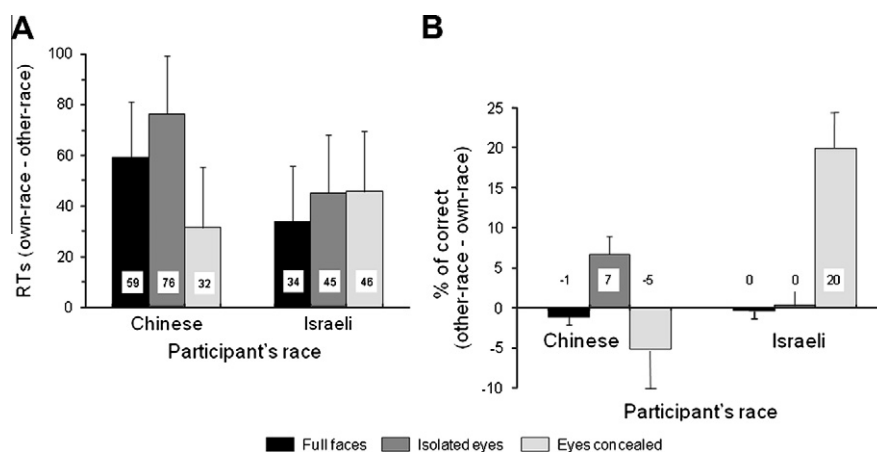 A
RTs (own-race - other-race)
100
80
60
40
20
0
59
76
32
34
45
46
Chinese
Israeli
Participant's race
B
% of correct
(other-race - own-race)
25
20
15
10
5
0
-5
-10
-1
7
-5
0
0
20
Chinese
Israeli
Participant's race
Full faces
Isolated eyes
Eyes concealed